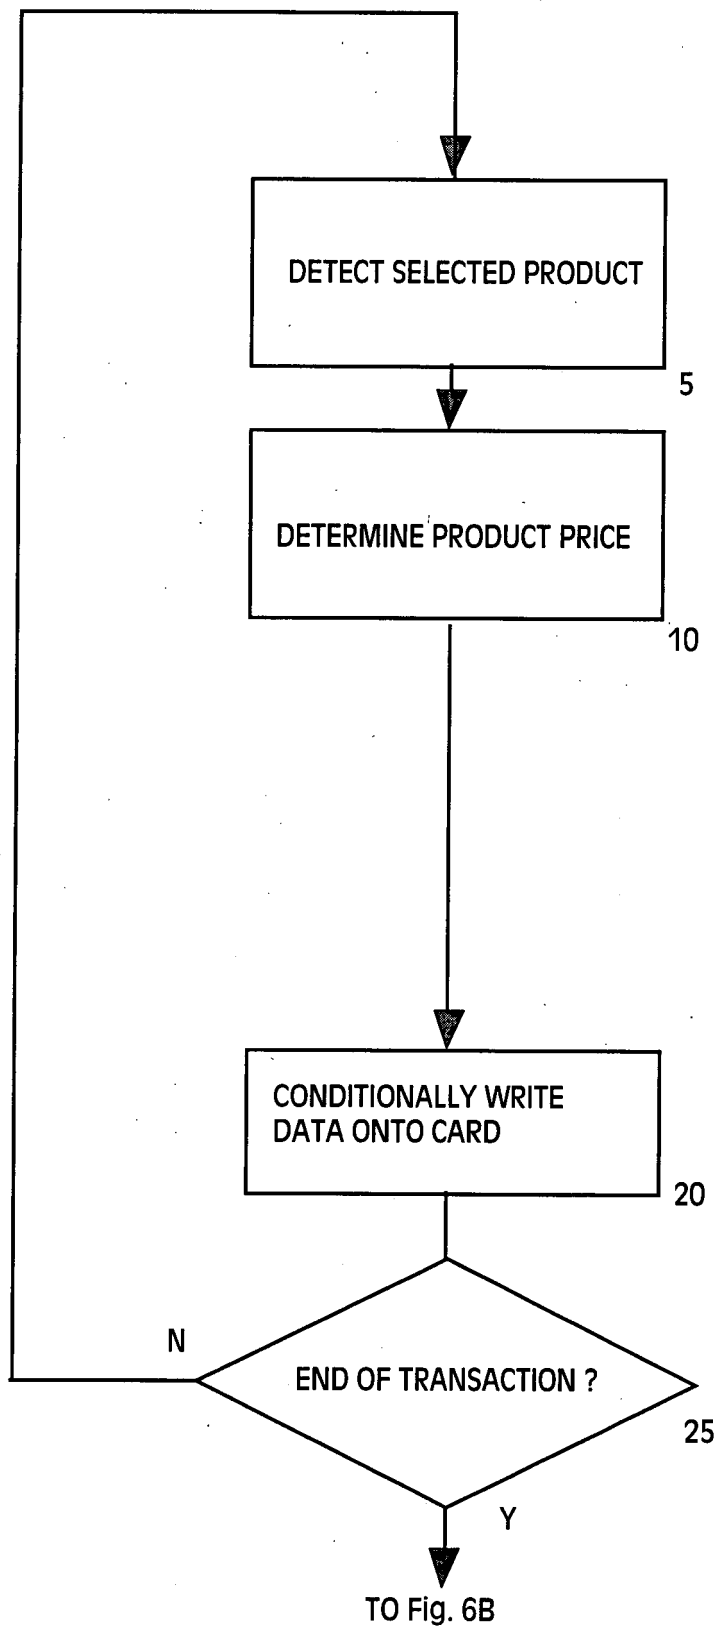 DETECT SELECTED PRODUCT
5
DETERMINE PRODUCT PRICE
10
CONDITIONALLY WRITE
DATA ONTO CARD
20
N
END OF TRANSACTION ?
25
Y
TO Fig. 6B